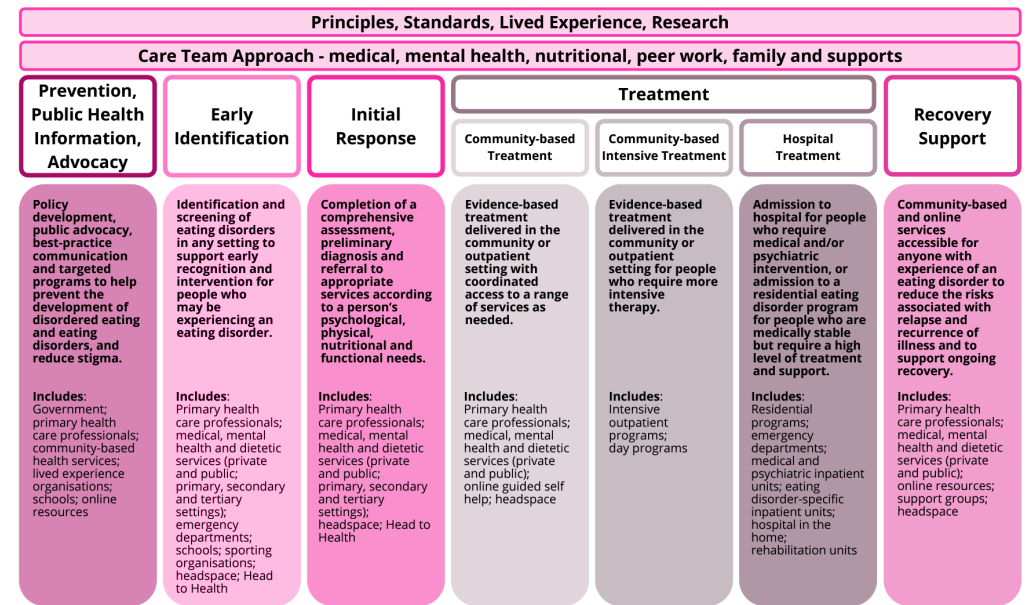 Principles, Standards, Lived Experience, Research
Care Team Approach - medical, mental health, nutritional, peer work, family and supports
Prevention,
Public Health
Information,
Advocacy
Early
Identification
Initial
Response
Treatment
Community-based
Treatment
Community-based
Intensive Treatment
Hospital
Treatment
Recovery
Support
Policy
development,
public advocacy,
best-practice
communication
and targeted
programs to help
prevent the
development of
disordered eating
and eating
disorders, and
reduce stigma.
Includes:
Government;
primary health
care professionals;
community-based
health services;
lived experience
organisations;
schools; online
resources
Identification and
screening of
eating disorders
in any setting to
support early
recognition and
intervention for
people who
may be
experiencing an
eating disorder.
Includes:
Primary health
care professionals;
medical, mental
health and dietetic
services (private
and public;
primary, secondary
and tertiary
settings);
emergency
departments;
schools; sporting
organisations;
headspace; Head
to Health
Completion of a
comprehensive
assessment,
preliminary
diagnosis and
referral to
appropriate
services according
to a person's
psychological,
physical,
nutritional and
functional needs.
Includes:
Primary health
care professionals;
medical, mental
health and dietetic
services (private
and public;
primary, secondary
and tertiary
settings);
headspace; Head to
Health
Evidence-based
treatment
delivered in the
community or
outpatient
setting with
coordinated
access to a range
of services as
needed.
Includes:
Primary health
care professionals;
medical, mental
health and dietetic
services (private
and public);
online guided self
help; headspace
Evidence-based
treatment
delivered in the
community or
outpatient
setting for people
who require more
intensive
therapy.
Includes:
Intensive
outpatient
programs;
day programs
Admission to
hospital for people
who require
medical and/or
psychiatric
intervention, or
admission to a
residential eating
disorder program
for people who are
medically stable
but require a high
level of treatment
and support.
Includes:
Residential
programs;
emergency
departments;
medical and
psychiatric inpatient
units; eating
disorder-specific
inpatient units;
hospital in the
home;
rehabilitation units
Community-based
and online
services
accessible for
anyone with
experience of an
eating disorder to
reduce the risks
associated with
relapse and
recurrence of
illness and to
support ongoing
recovery.
Includes:
Primary health
care professionals;
medical, mental
health and dietetic
services (private
and public);
online resources;
support groups;
headspace